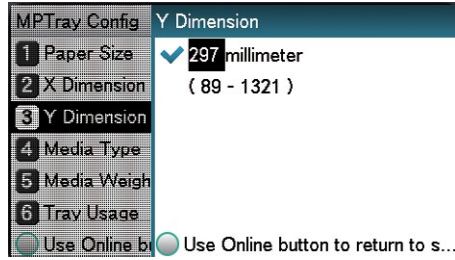 MPTray Config
1 Paper Size
2 X Dimension
3 Y Dimension
4 Media Type
5 Media Weigh
6 Tray Usage
Use Online b
Y Dimension
297 millimeter
( 89 - 1321 )
Use Online button to return to s...